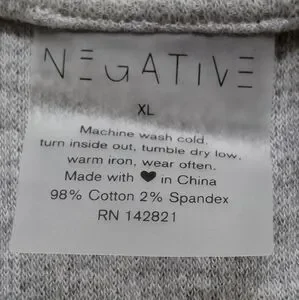 NEGATIVE
XL
Machine wash cold,
turn inside out, tumble dry low,
warm iron, wear often.
Made with ♥ in China
98% Cotton 2% Spandex
RN 142821